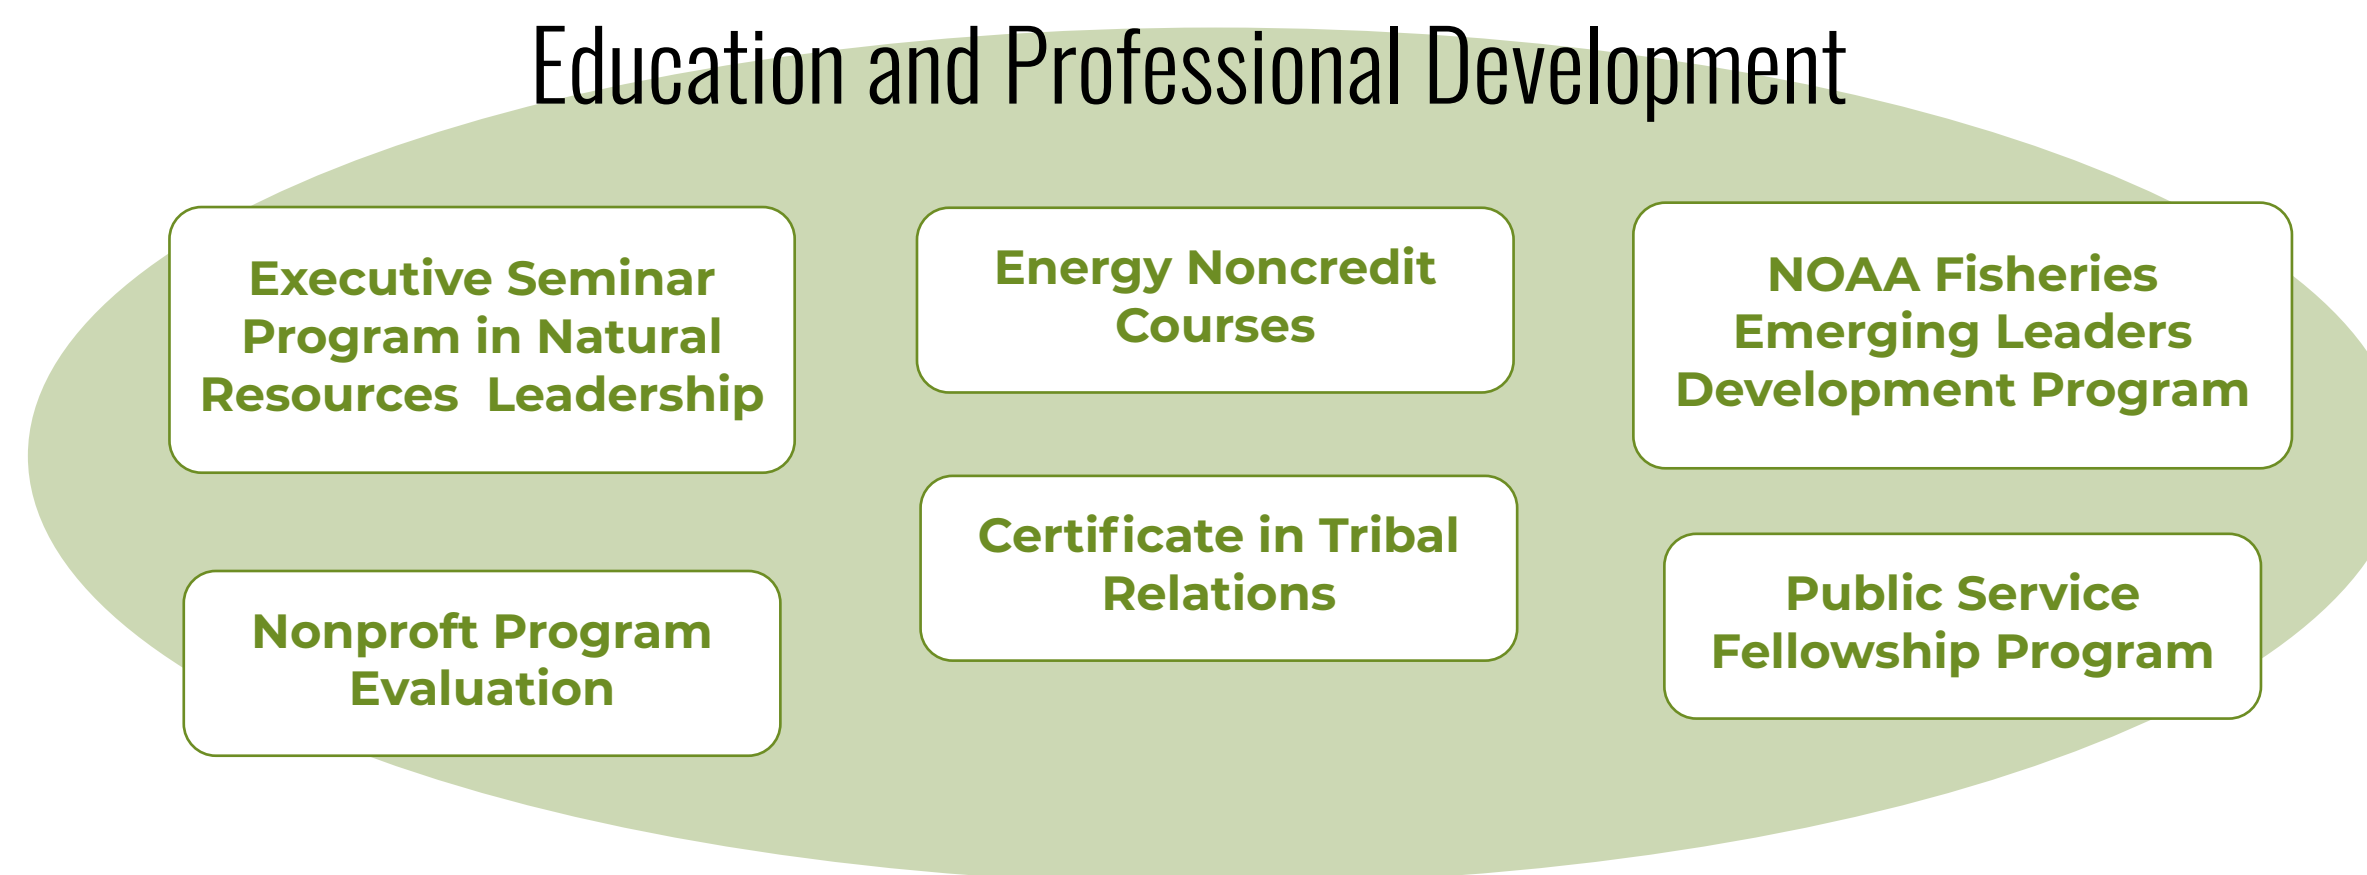 Education and Professional Development
Executive Seminar
Program in Natural
Resources  Leadership
Energy Noncredit
Courses
NOAA Fisheries
Emerging Leaders
Development Program
Nonproft Program
Evaluation
Certificate in Tribal
Relations
Public Service
Fellowship Program